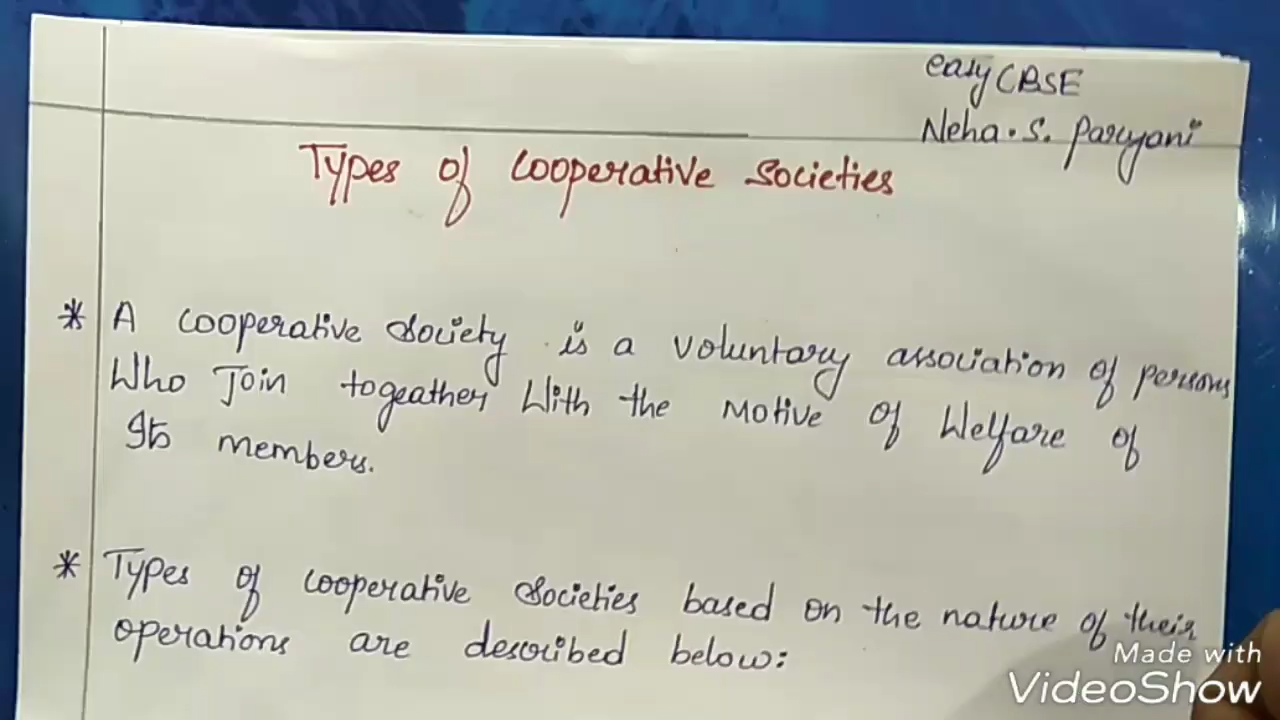 easy CBSE
Neha. S. Paryani
Types of cooperative societies
* A cooperative society is a voluntary association of persons
Who Join togeather With the Motive of Welfare of
Its members.
* Types of cooperative societies based on the nature of their
operations are described below:
Made with
VideoShow